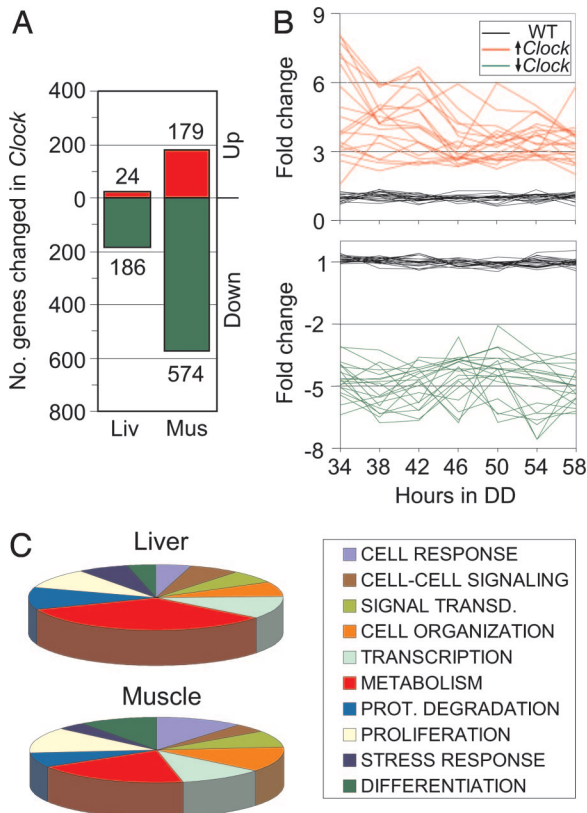 A
No. genes changed in Clock
400
200
0
200
400
600
800
24
179
186
574
Up
Down
Liv
Mus
B
WT
↑Clock
↓Clock
Fold change
9
6
3
0
Fold change
1
-2
-5
-8
34 38 42 46 50 54 58
Hours in DD
C
Liver
Muscle
CELL RESPONSE
CELL-CELL SIGNALING
SIGNAL TRANSD.
CELL ORGANIZATION
TRANSCRIPTION
METABOLISM
PROT. DEGRADATION
PROLIFERATION
STRESS RESPONSE
DIFFERENTIATION